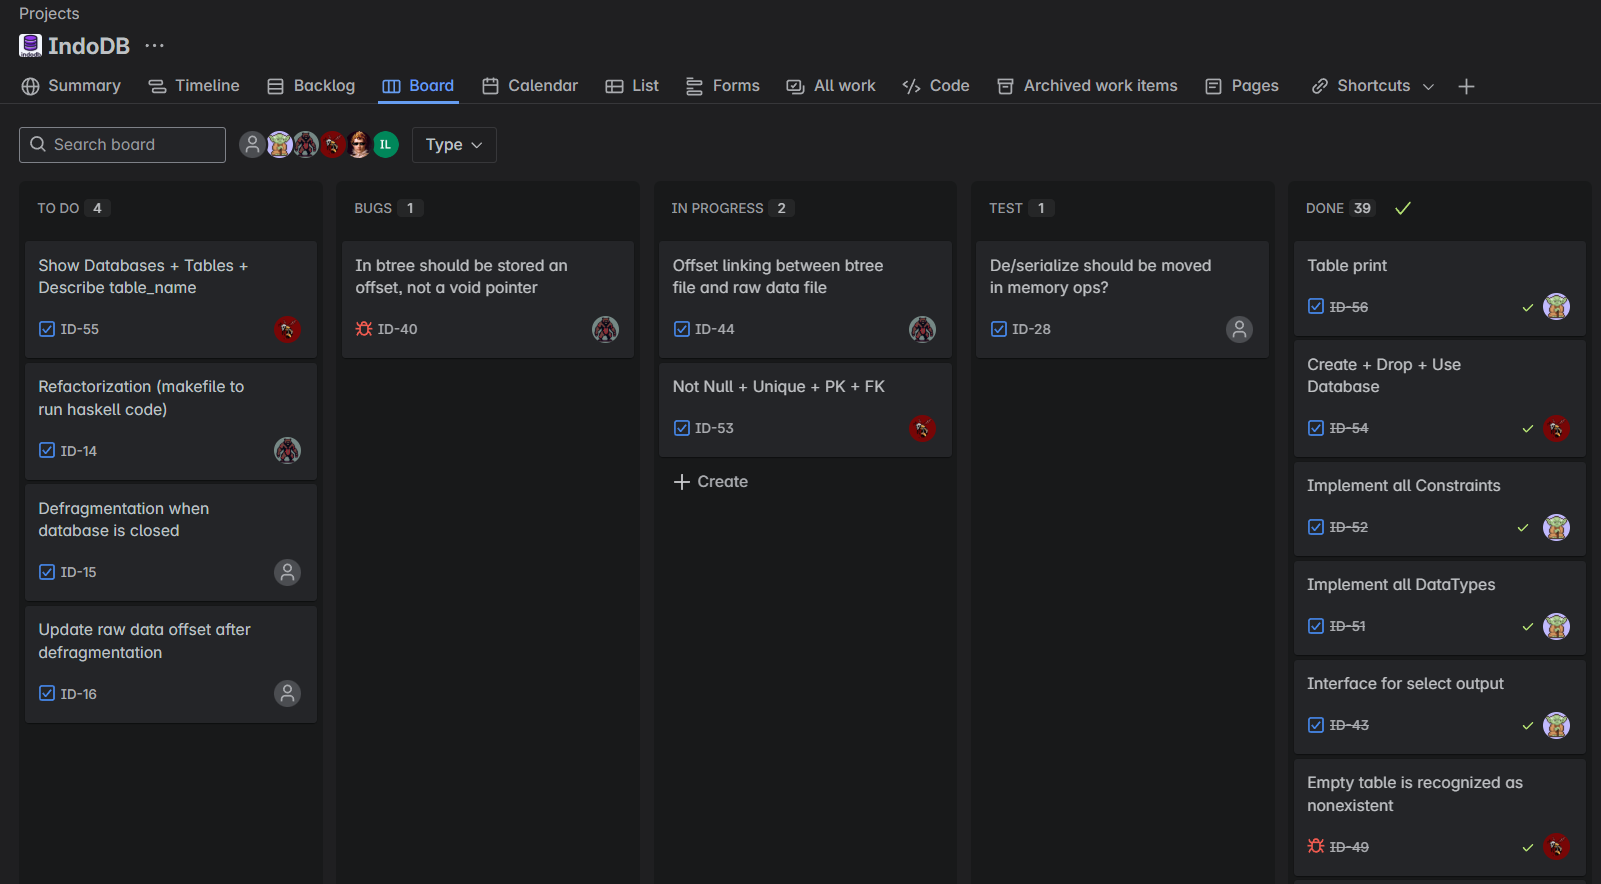 Projects
IndoDB
Summary
Timeline
Backlog
Board
Calendar
List
Forms
All work
Code
Archived work items
Pages
Shortcuts
Search board
IL
Type
TO DO 4
Show Databases + Tables +
Describe table_name
ID-55
Refactorization (makefile to
run haskell code)
ID-14
Defragmentation when
database is closed
ID-15
Update raw data offset after
defragmentation
ID-16
BUGS 1
In btree should be stored an
offset, not a void pointer
ID-40
IN PROGRESS 2
Offset linking between btree
file and raw data file
ID-44
Not Null + Unique + PK + FK
ID-53
Create
TEST 1
De/serialize should be moved
in memory ops?
ID-28
DONE 39
Table print
ID-56
Create + Drop + Use
Database
ID-54
Implement all Constraints
ID-52
Implement all DataTypes
ID-51
Interface for select output
ID-43
Empty table is recognized as
nonexistent
ID-49